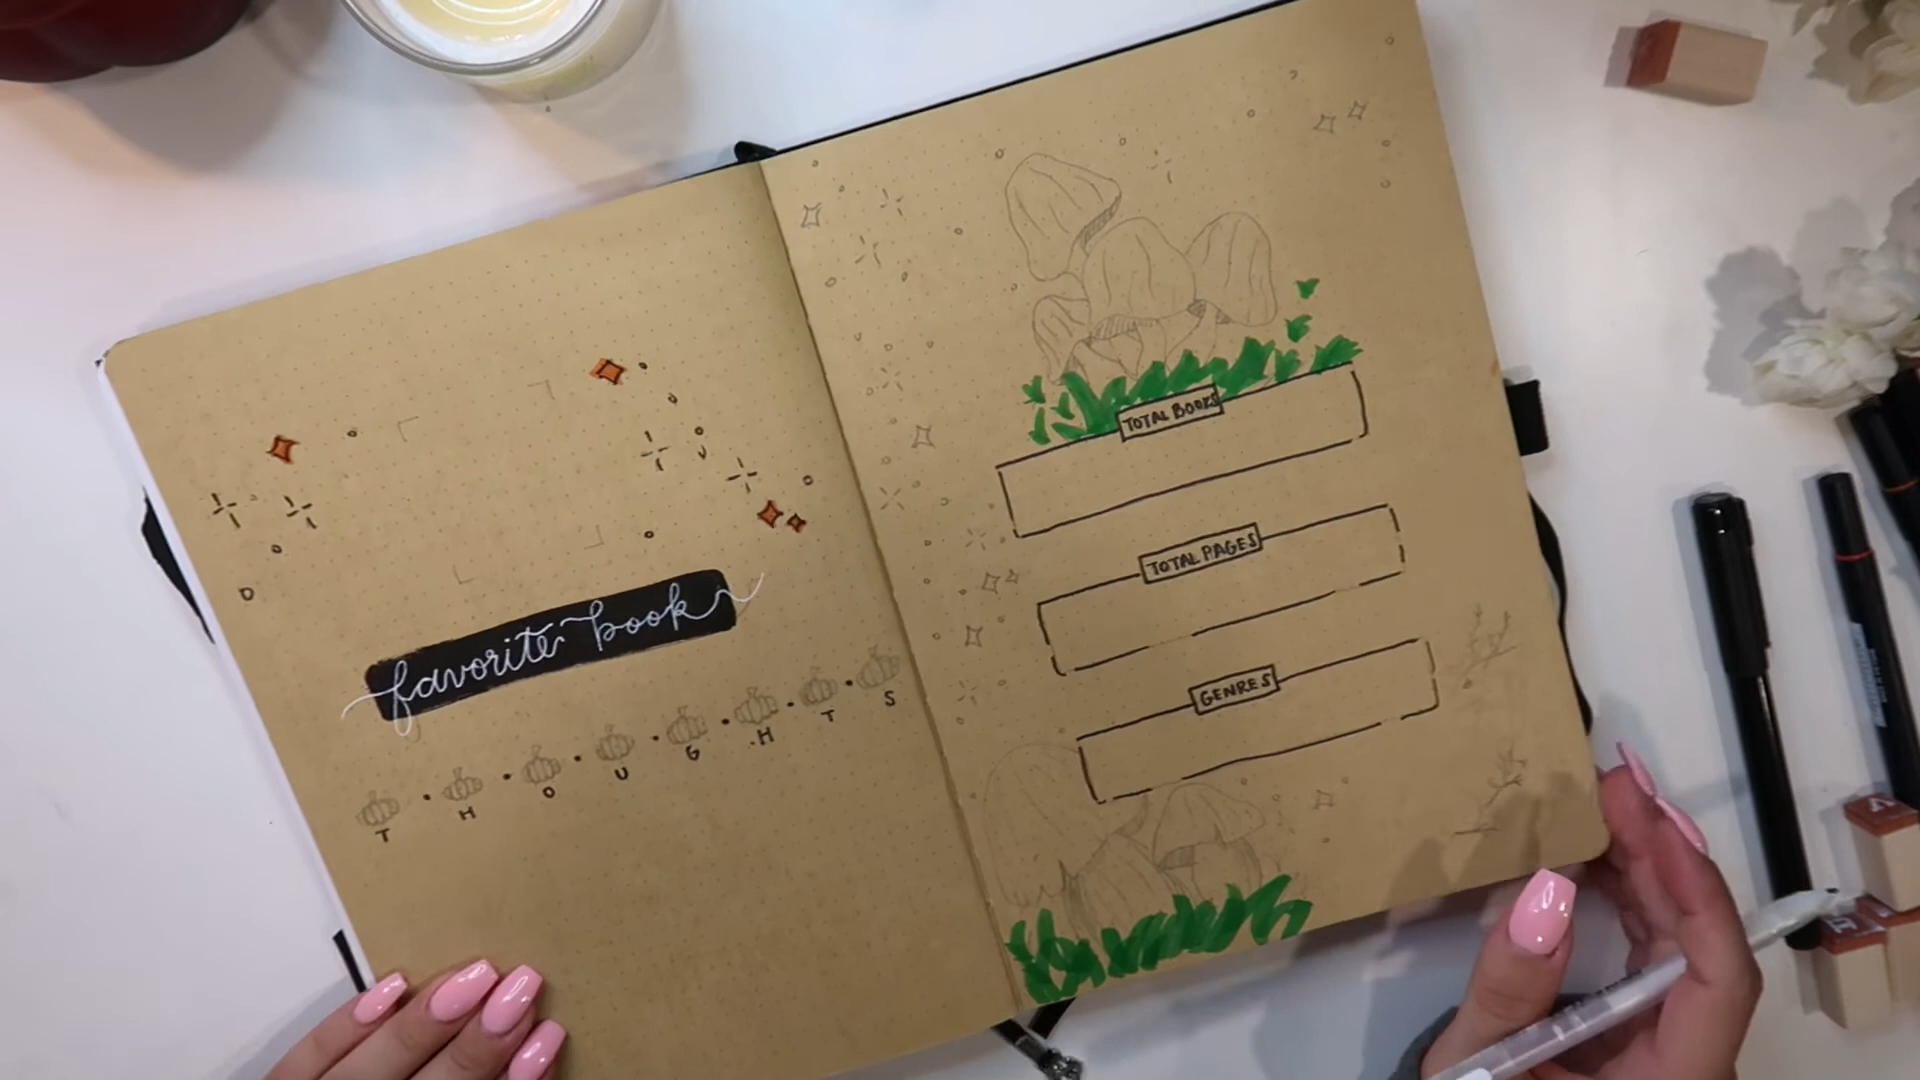 favorite book
T • H • O • U • G • H • T • S
TOTAL BOOKS
TOTAL PAGES
GENRES